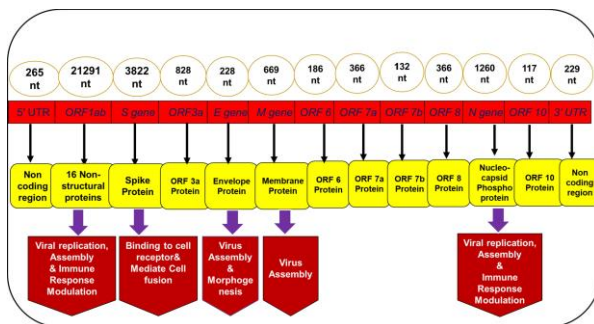 265 nt
21291 nt
3822 nt
828 nt
228 nt
669 nt
186 nt
366 nt
132 nt
366 nt
1260 nt
117 nt
229 nt
5' UTR
ORF1ab
S gene
ORF3a
E gene
M gene
ORF 6
ORF 7a
ORF 7b
ORF 8
N gene
ORF 10
3' UTR
Non
coding
region
16 Non-
structural
proteins
Spike
Protein
ORF 3a
Protein
Envelope
Protein
Membrane
Protein
ORF 6
Protein
ORF 7a
Protein
ORF 7b
Protein
ORF 8
Protein
Nucleo-
capsid
Phospho
protein
ORF 10
Protein
Non
coding
region
Viral replication,
Assembly
& Immune
Response
Modulation
Binding to cell
receptor&
Mediate Cell
fusion
Virus
Assembly
&
Morphoge
nesis
Virus
Assembly
Viral replication,
Assembly
&
Immune
Response
Modulation